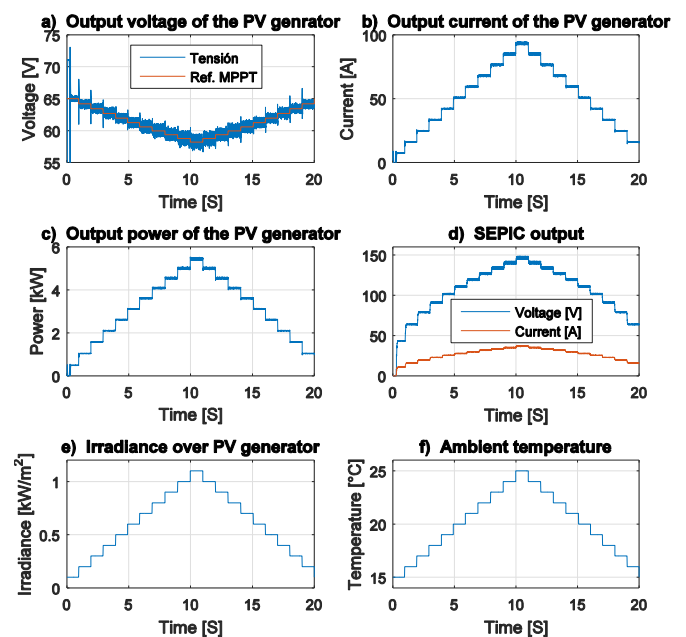 a) Output voltage of the PV genrator
Voltage [V]
75
70
65
60
55
Tensión
Ref. MPPT
0 5 10 15 20
Time [S]
b) Output current of the PV generator
Current [A]
100
50
0
0 5 10 15 20
Time [S]
c) Output power of the PV generator
Power [kW]
6
4
2
0
0 5 10 15 20
Time [S]
d) SEPIC output
150
100
50
0
Voltage [V]
Current [A]
0 5 10 15 20
Time [S]
e) Irradiance over PV generator
Irradiance [kW/m²]
1
0.5
0
0 5 10 15 20
Time [S]
f) Ambient temperature
Temperature [°C]
25
20
15
0 5 10 15 20
Time [S]